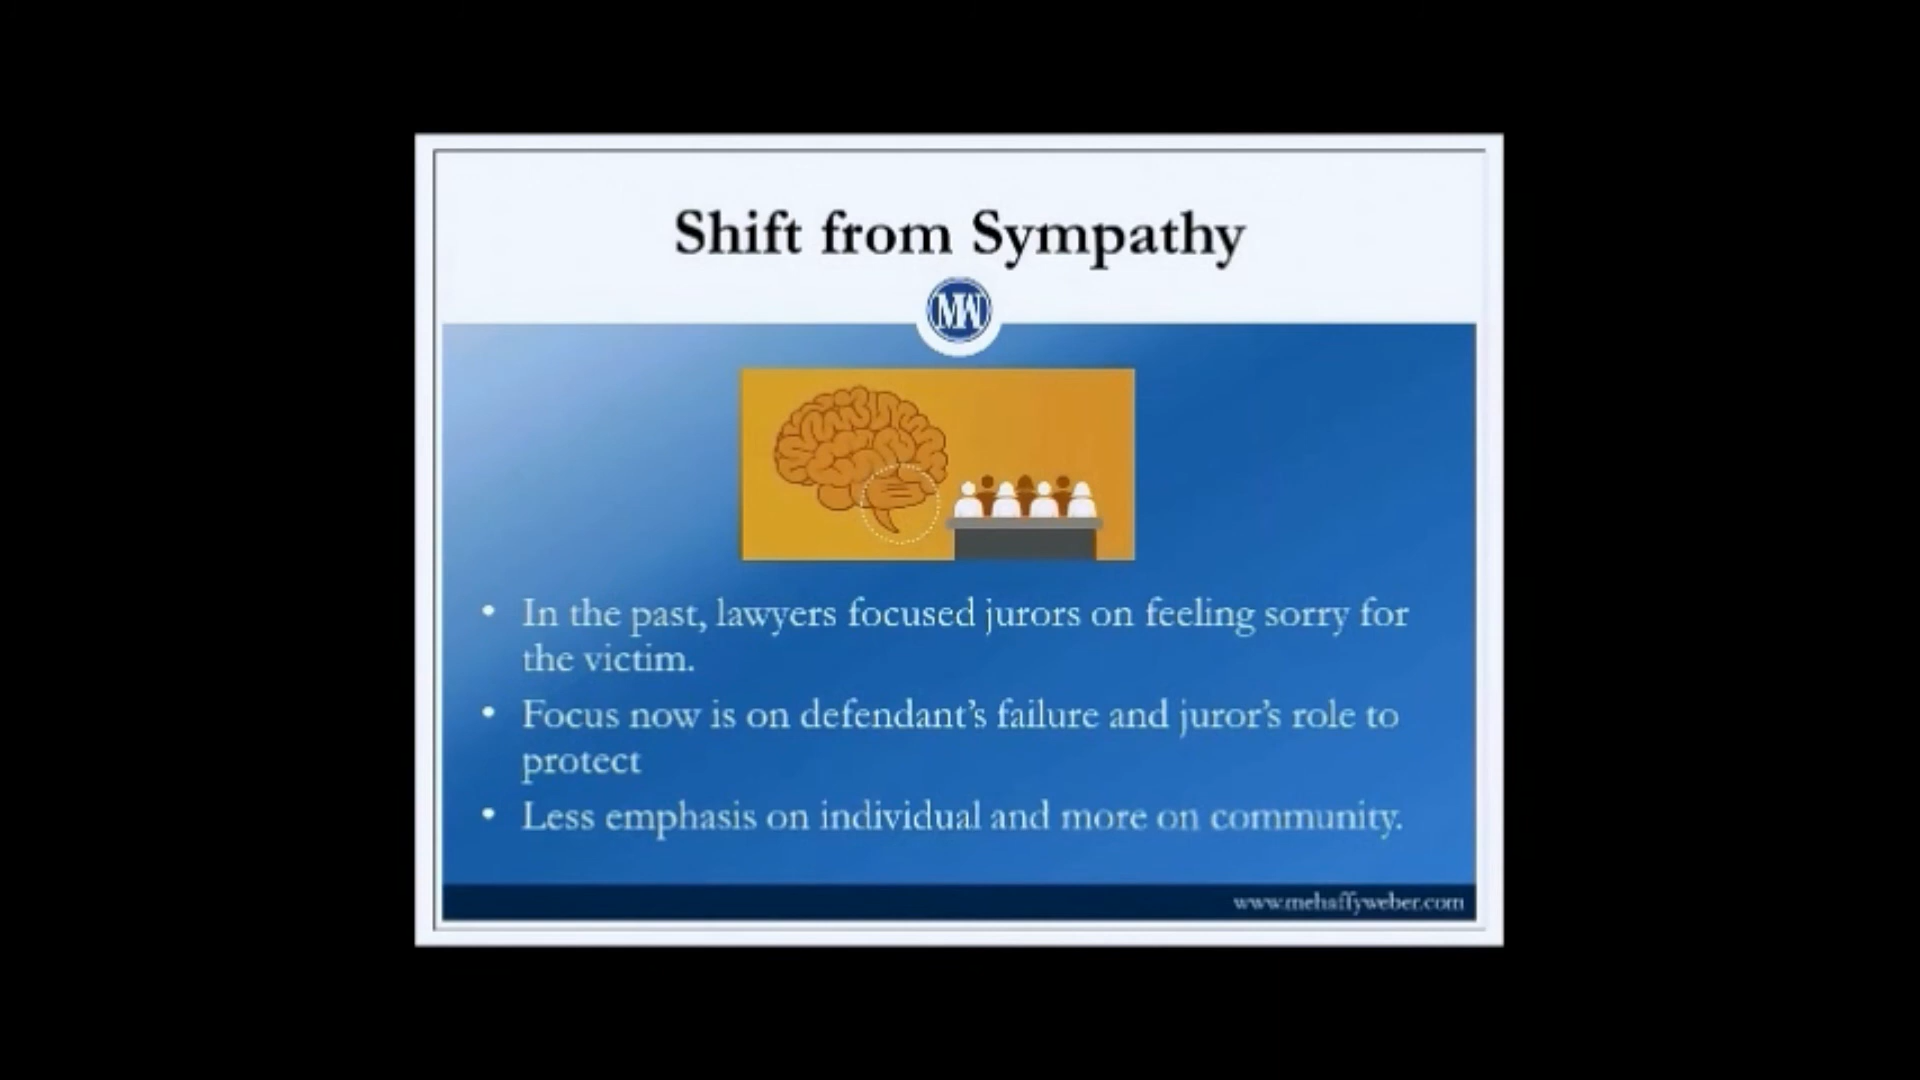 Shift from Sympathy
MW
• In the past, lawyers focused jurors on feeling sorry for
the victim.
• Focus now is on defendant's failure and juror's role to
protect
• Less emphasis on individual and more on community.
www.mehaffyweber.com